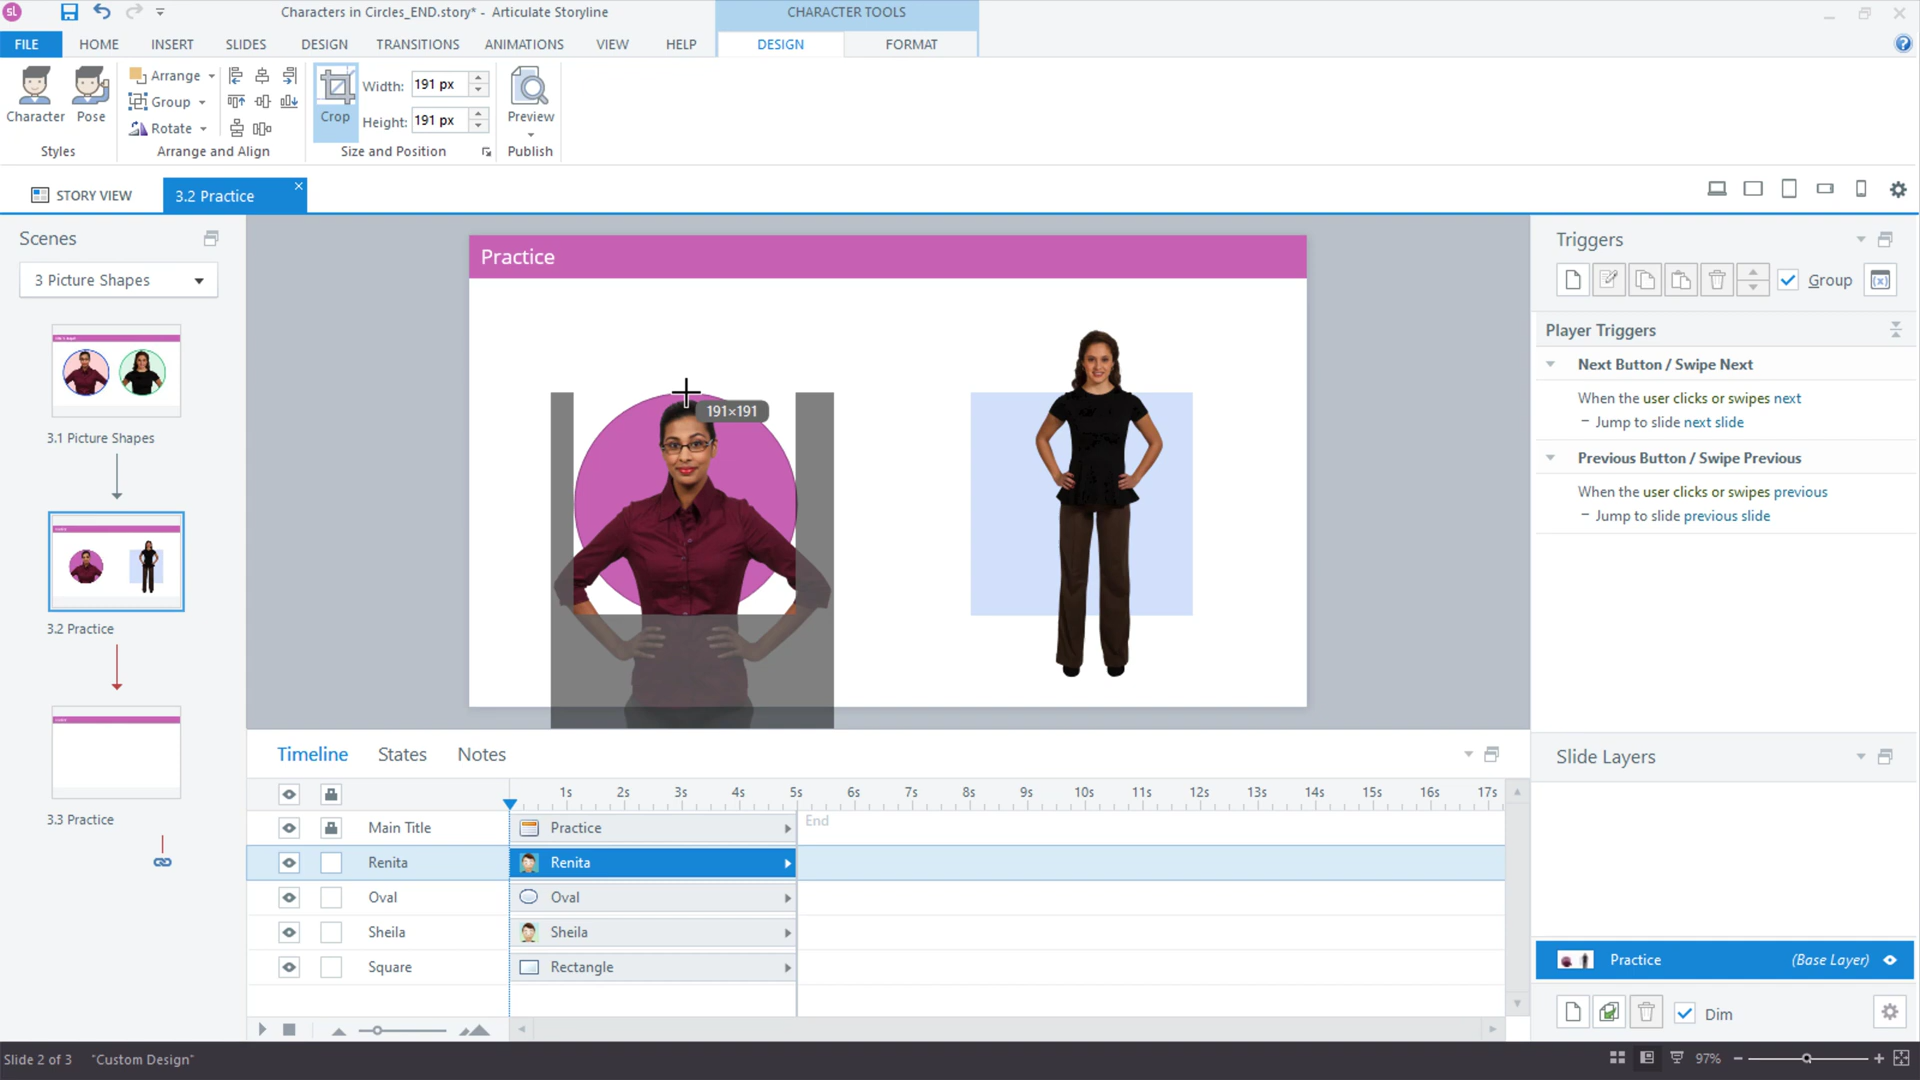 sl
Characters in Circles_END.story* - Articulate Storyline
CHARACTER TOOLS
FILE HOME INSERT SLIDES DESIGN TRANSITIONS ANIMATIONS VIEW HELP DESIGN FORMAT
Character
Pose
Styles
Arrange
Group
Rotate
Arrange and Align
Crop
Width: 191 px
Height: 191 px
Size and Position
Preview
Publish
STORY VIEW
3.2 Practice
Scenes
3 Picture Shapes
3.1 Picture Shapes
3.2 Practice
3.3 Practice
Practice
191×191
Triggers
Group
(x)
Player Triggers
Next Button / Swipe Next
When the user clicks or swipes next
– Jump to slide next slide
Previous Button / Swipe Previous
When the user clicks or swipes previous
– Jump to slide previous slide
Timeline States Notes
1s 2s 3s 4s 5s 6s 7s 8s 9s 10s 11s 12s 13s 14s 15s 16s 17s
Main Title Practice End
Renita Renita
Oval Oval
Sheila Sheila
Square Rectangle
Slide Layers
Practice (Base Layer)
Dim
Slide 2 of 3 "Custom Design" 97%